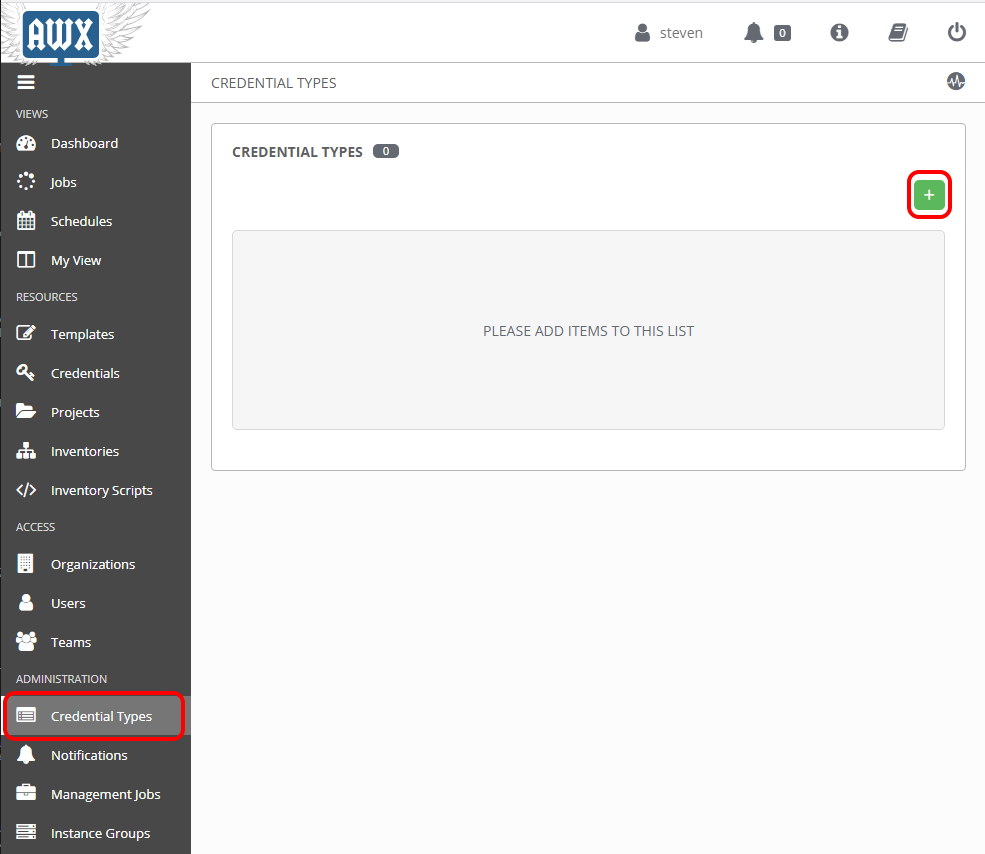 AWX
steven
0
CREDENTIAL TYPES
VIEWS
Dashboard
Jobs
Schedules
My View
RESOURCES
Templates
Credentials
Projects
Inventories
Inventory Scripts
ACCESS
Organizations
Users
Teams
ADMINISTRATION
Credential Types
Notifications
Management Jobs
Instance Groups
CREDENTIAL TYPES 0
+
PLEASE ADD ITEMS TO THIS LIST